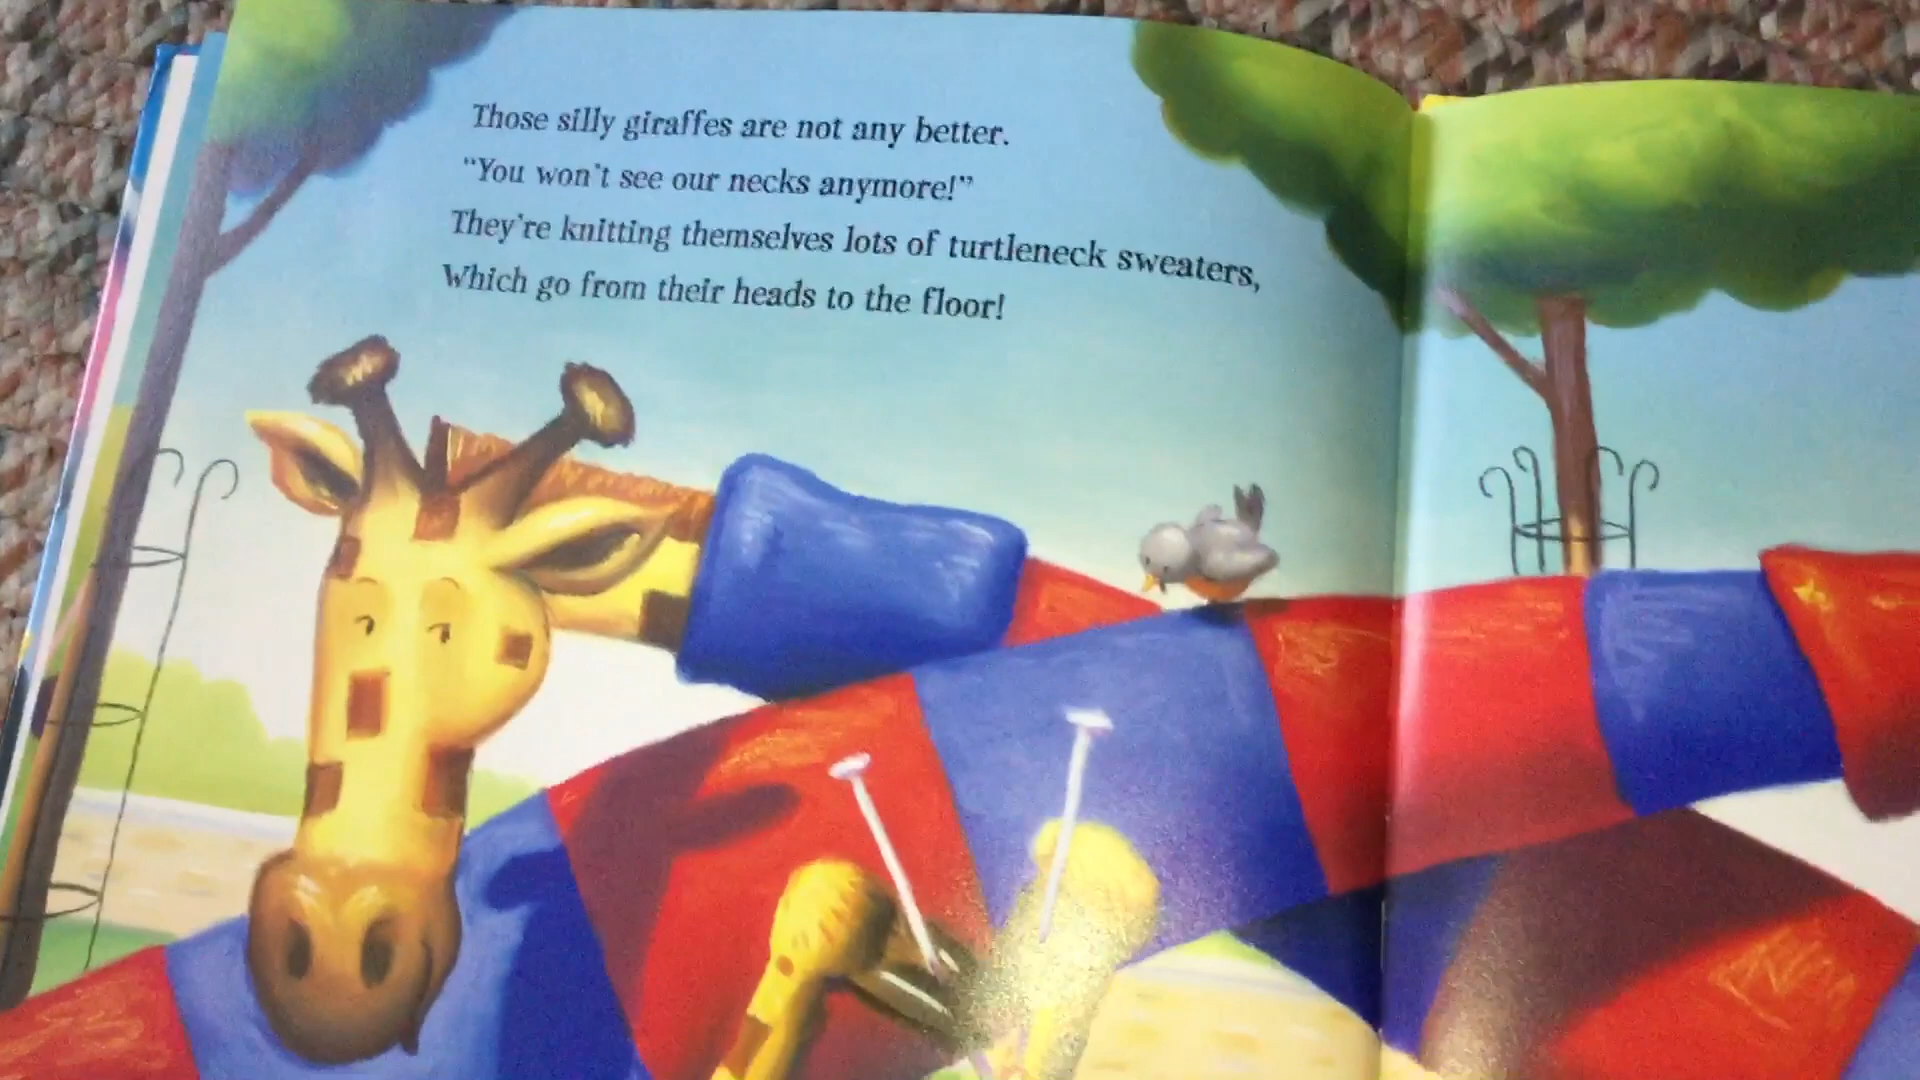 Those silly giraffes are not any better.
“You won't see our necks anymore!”
They're knitting themselves lots of turtleneck sweaters,
Which go from their heads to the floor!